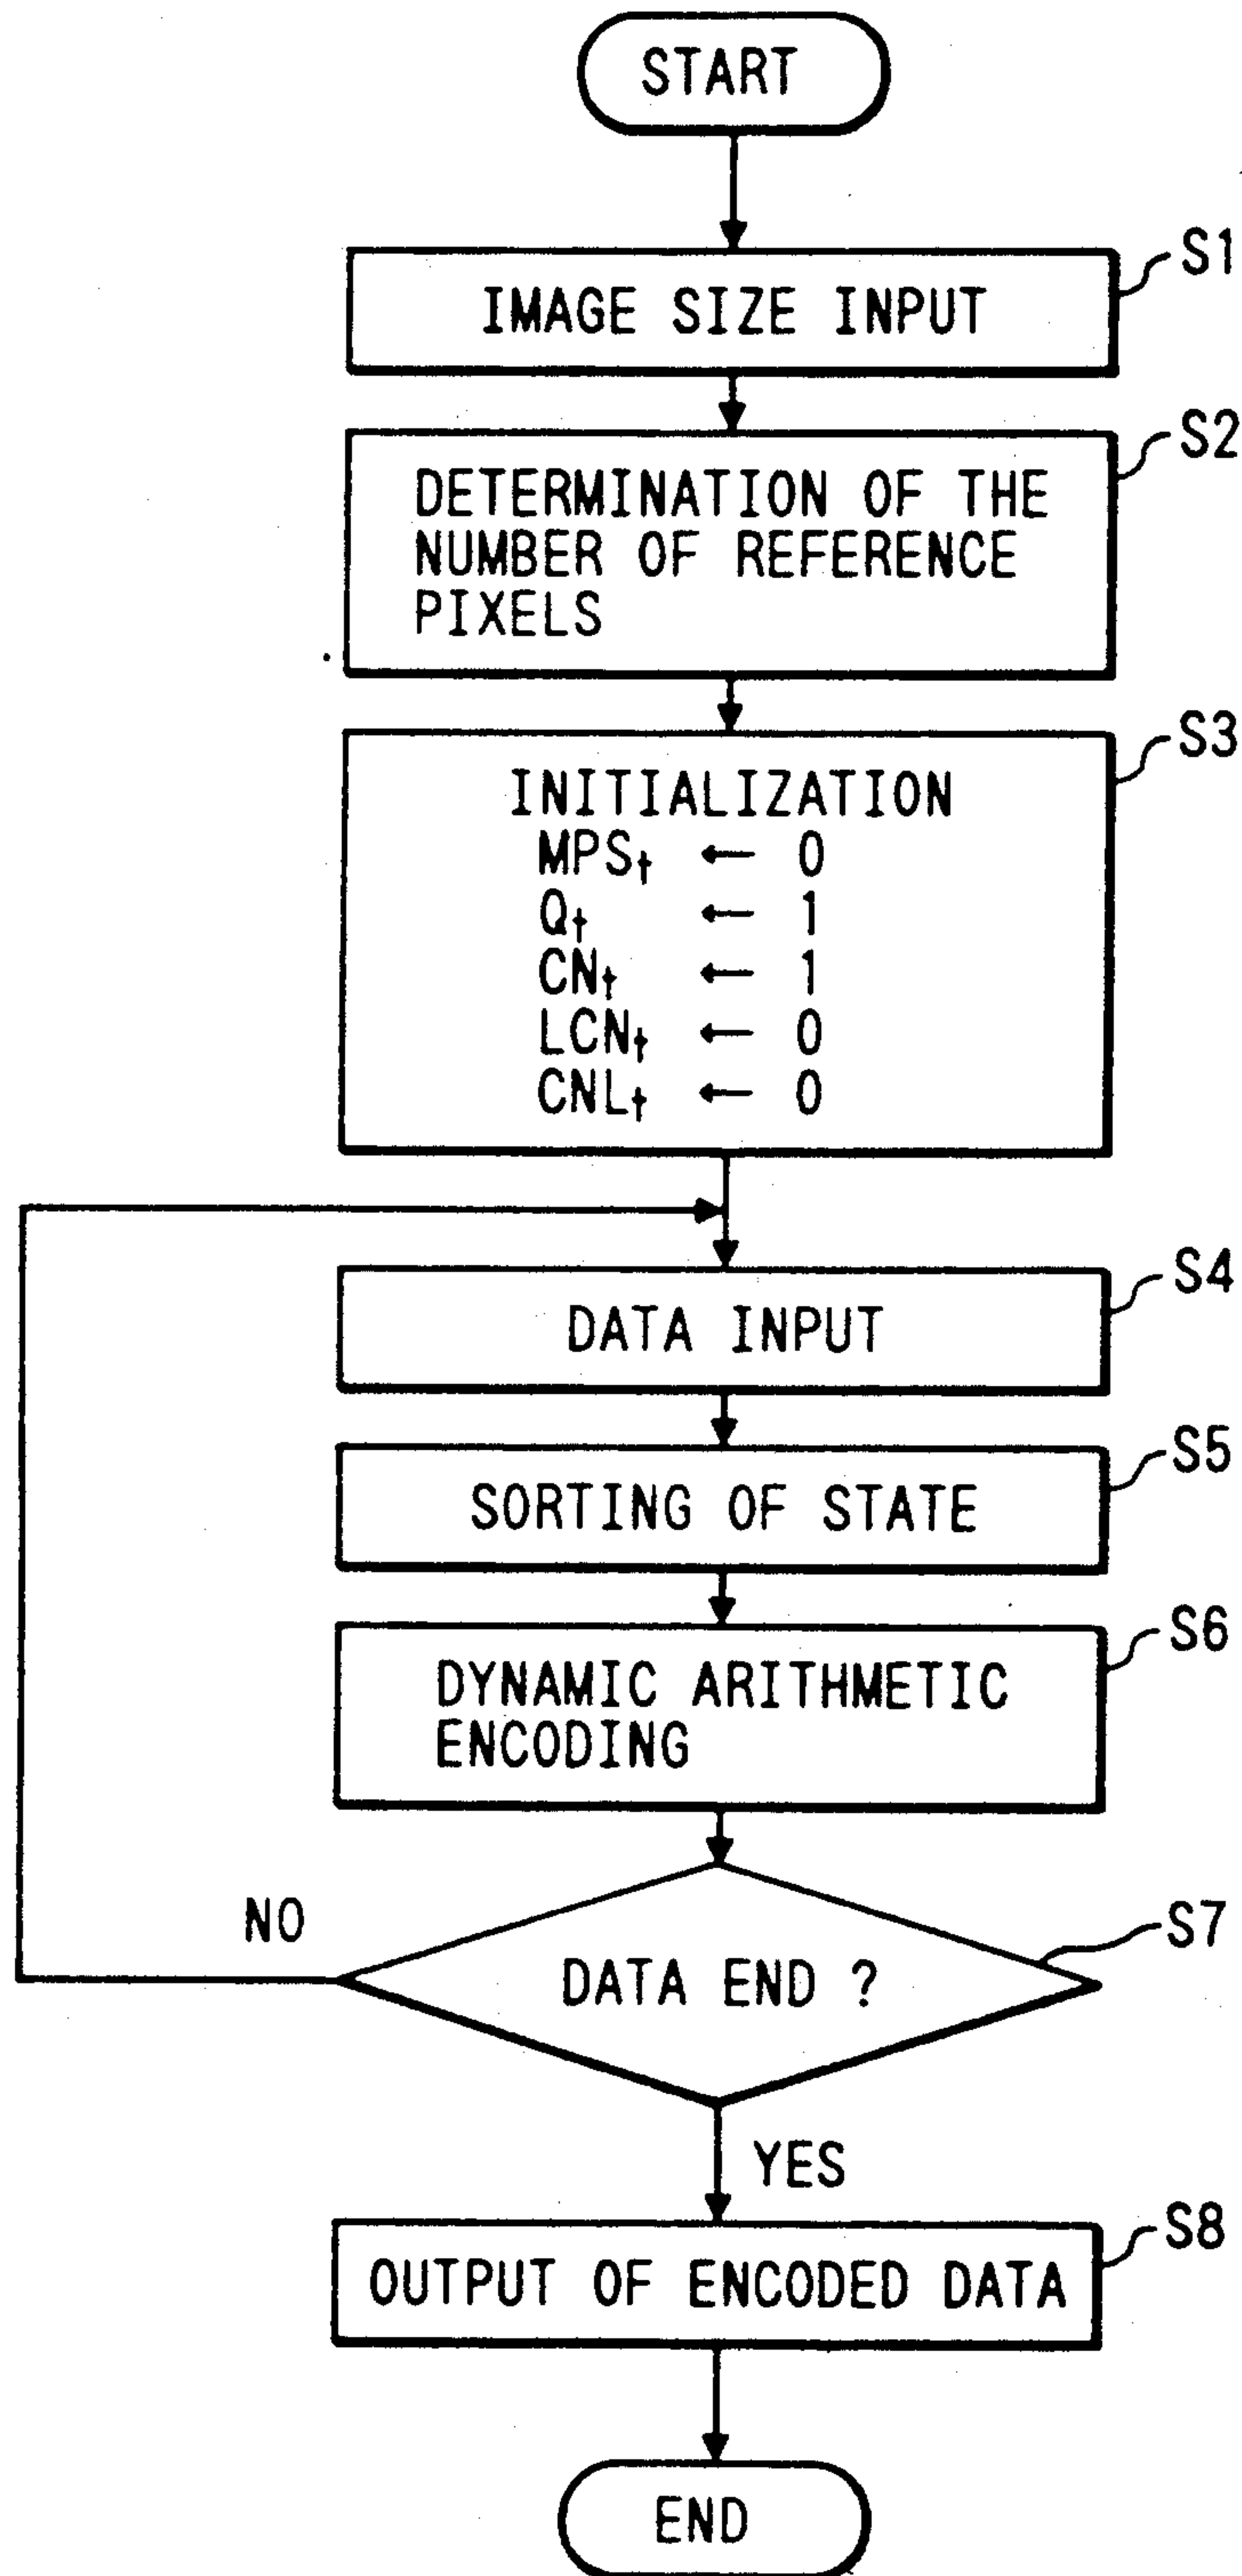 START
S1
IMAGE SIZE INPUT
S2
DETERMINATION OF THE
NUMBER OF REFERENCE
PIXELS
S3
INITIALIZATION
MPSt ← 0
Qt ← 1
CNt ← 1
LCNt ← 0
CNLt ← 0
S4
DATA INPUT
S5
SORTING OF STATE
S6
DYNAMIC ARITHMETIC
ENCODING
NO
S7
DATA END ?
YES
S8
OUTPUT OF ENCODED DATA
END